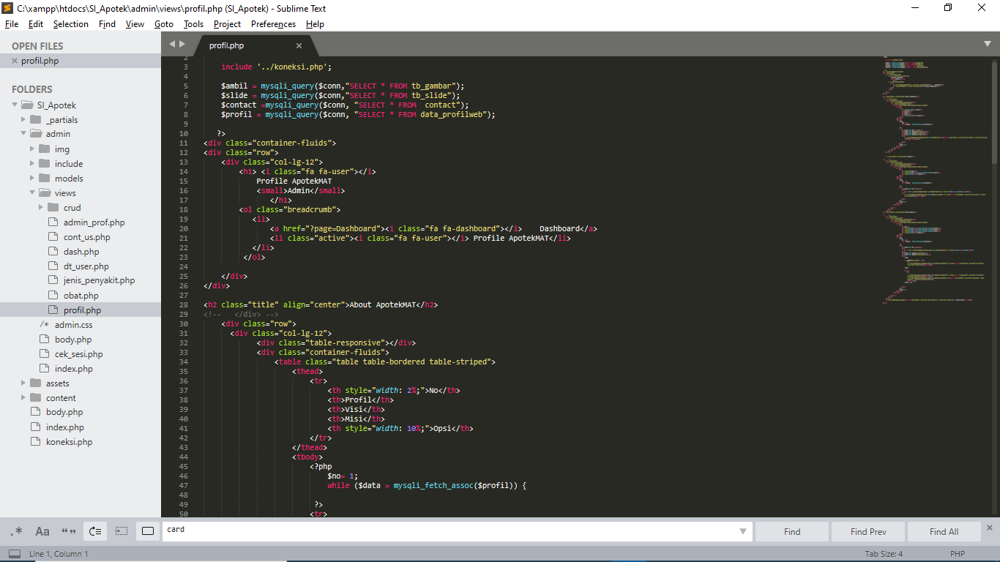 C:\xampp\htdocs\SI_Apotek\admin\views\profil.php (SI_Apotek) - Sublime Text
File Edit Selection Find View Goto Tools Project Preferences Help
OPEN FILES
profil.php
FOLDERS
SI_Apotek
_partials
admin
img
include
models
views
crud
admin_prof.php
cont_us.php
dash.php
dt_user.php
jenis_penyakit.php
obat.php
profil.php
/* admin.css
body.php
cek_sesi.php
index.php
assets
content
body.php
index.php
koneksi.php
profil.php
2
3 include '../koneksi.php';
4
5 $ambil = mysqli_query($conn,"SELECT * FROM tb_gambar");
6 $slide = mysqli_query($conn,"SELECT * FROM tb_slide");
7 $contact =mysqli_query($conn, "SELECT * FROM  contact");
8 $profil = mysqli_query($conn, "SELECT * FROM data_profilweb");
9
10 ?>
11 <div class="container-fluids">
12 <div class="row">
13 <div class="col-lg-12">
14 <h1> <i class="fa fa-user"></i>
15 Profile ApotekMAT
16 <small>Admin</small>
17 </h1>
18 <ol class="breadcrumb">
19 <li>
20 <a href="?page=Dashboard"><i class="fa fa-dashboard"></i>    Dashboard</a>
21 <li class="active"><i class="fa fa-user"></i> Profile ApotekMAT</li>
22 </li>
23 </ol>
24
25 </div>
26 </div>
27
28 <h2 class="title" align="center">About ApotekMAT</h2>
29 <!--   </div> -->
30 <div class="row">
31 <div class="col-lg-12">
32 <div class="table-responsive"></div>
33 <div class="container-fluids">
34 <table class="table table-bordered table-striped">
35 <thead>
36 <tr>
37 <th style="width: 2%;">No</th>
38 <th>Profil</th>
39 <th>Visi</th>
40 <th>Misi</th>
41 <th style="width: 10%;">Opsi</th>
42 </tr>
43 </thead>
44 <tbody>
45 <?php
46 $no= 1;
47 while ($data = mysqli_fetch_assoc($profil)) {
48
49 ?>
50 <tr>
.* Aa “” card Find Find Prev Find All
Line 1, Column 1 Tab Size: 4 PHP